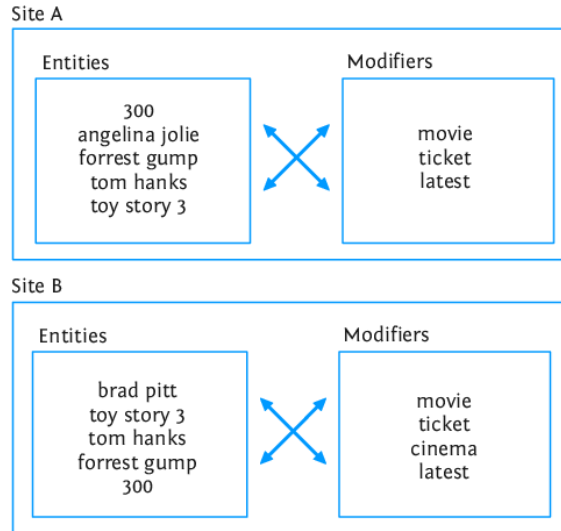 Site A
Entities
Modifiers
300
angelina jolie
forrest gump
tom hanks
toy story 3
movie
ticket
latest
Site B
Entities
Modifiers
brad pitt
toy story 3
tom hanks
forrest gump
300
movie
ticket
cinema
latest